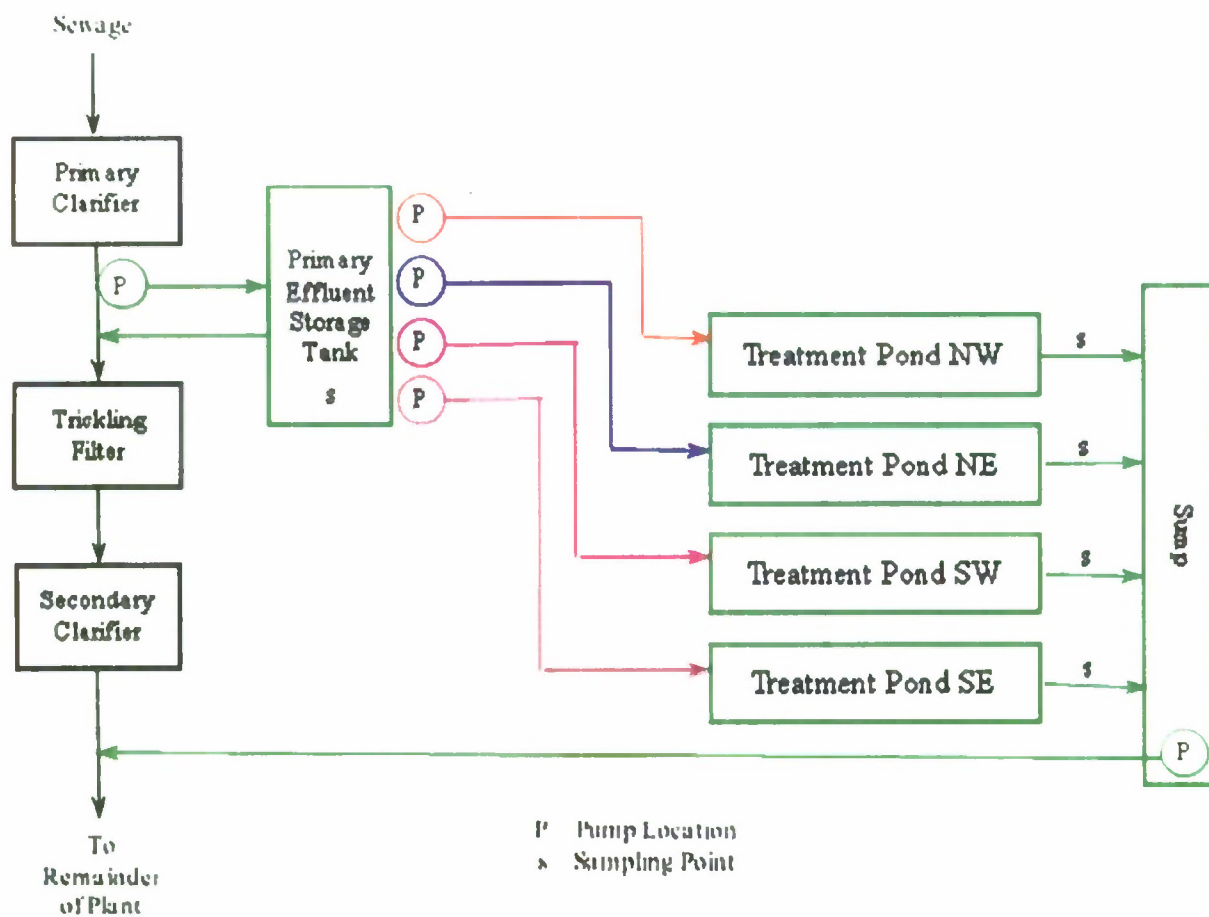 Sewage
Primary
Clarifier
P
Primary
Effluent
Storage
Tank
s
P
P
P
P
Treatment Pond NW
s
Treatment Pond NE
s
Treatment Pond SW
s
Treatment Pond SE
s
Sump
P
Trickling
Filter
Secondary
Clarifier
To
Remainder
of Plant
P Pump Location
s Sampling Point